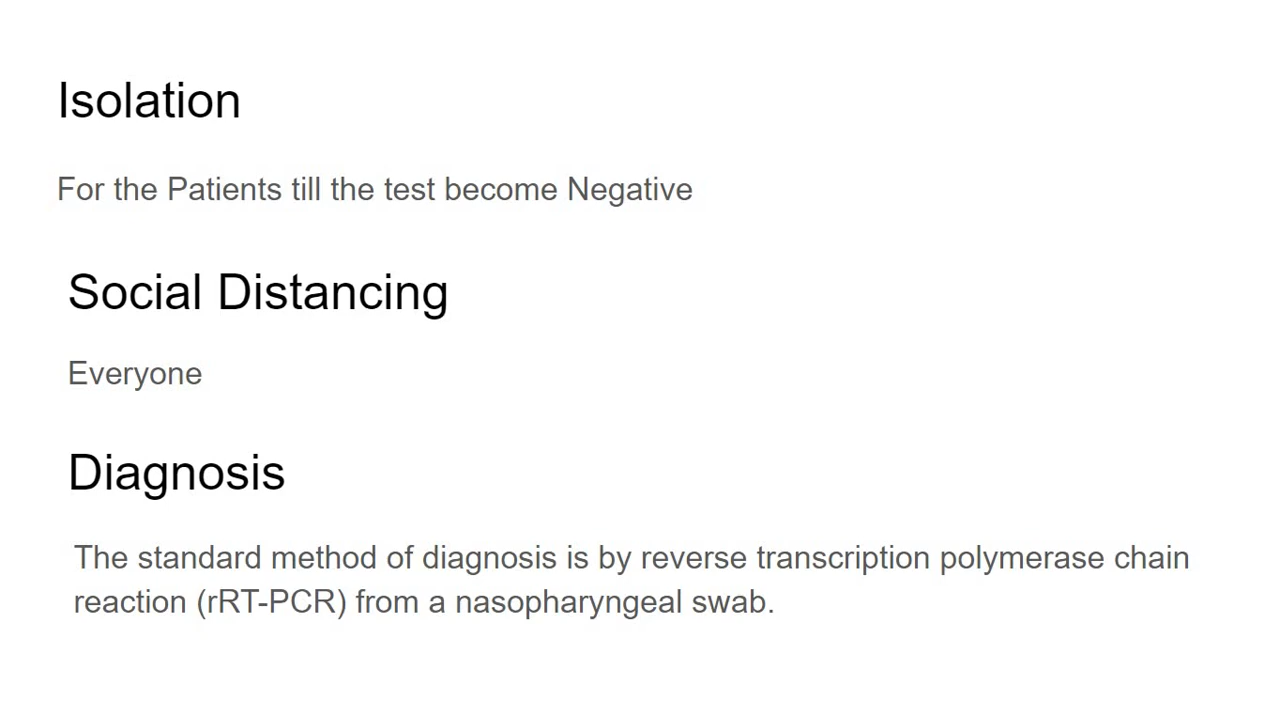 Isolation
For the Patients till the test become Negative
Social Distancing
Everyone
Diagnosis
The standard method of diagnosis is by reverse transcription polymerase chain
reaction (rRT-PCR) from a nasopharyngeal swab.